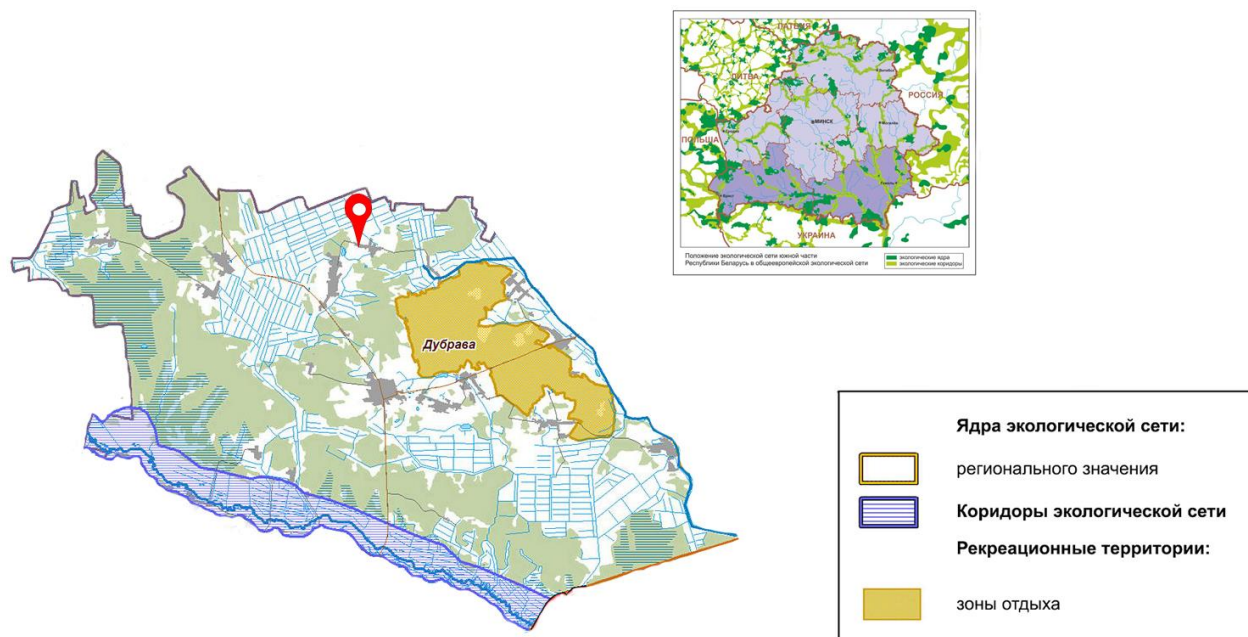 ЛАТВИЯ
ЛИТВА
РОССИЯ
МИНСК
ПОЛЬША
УКРАИНА
Положение экологической сети южной части
Республики Беларусь в общеевропейской экологической сети
экологические ядра
экологические коридоры
Дубрава
Ядра экологической сети:
регионального значения
Коридоры экологической сети
Рекреационные территории:
зоны отдыха